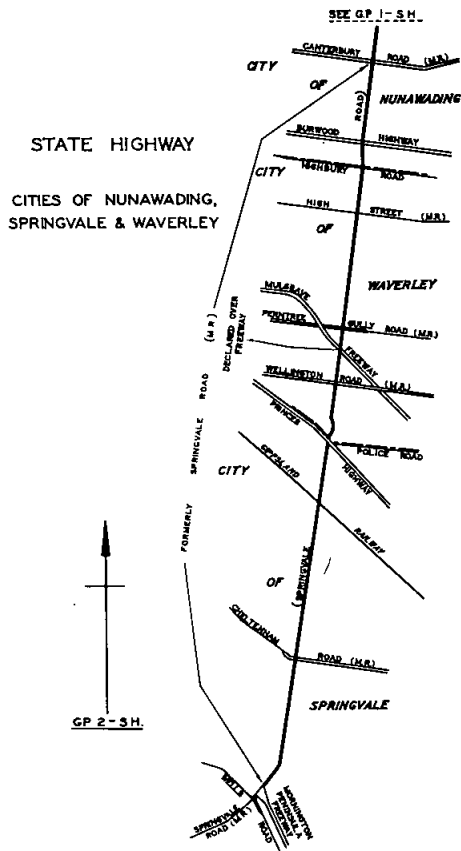 SEE GP 1-SH.
CANTERBURY ROAD (M.R.)
CITY
OF
NUNAWADING
ROAD)
STATE HIGHWAY
BURWOOD HIGHWAY
HIGHBURY ROAD
CITY
CITIES OF NUNAWADING,
SPRINGVALE & WAVERLEY
HIGH STREET (M.R.)
OF
WAVERLEY
MULGRAVE FREEWAY
FERNTREE GULLY ROAD (M.R.)
DECLARED OVER
FREEWAY
WELLINGTON ROAD (M.R.)
PRINCES HIGHWAY
POLICE ROAD
FORMERLY SPRINGVALE ROAD (M.R.)
CITY
GIPPSLAND RAILWAY
OF
(SPRINGVALE
CHELTENHAM ROAD (M.R.)
SPRINGVALE
GP 2-SH.
WELLS ROAD
SPRINGVALE
ROAD (M.R.)
MORNINGTON
PENINSULA
FREEWAY